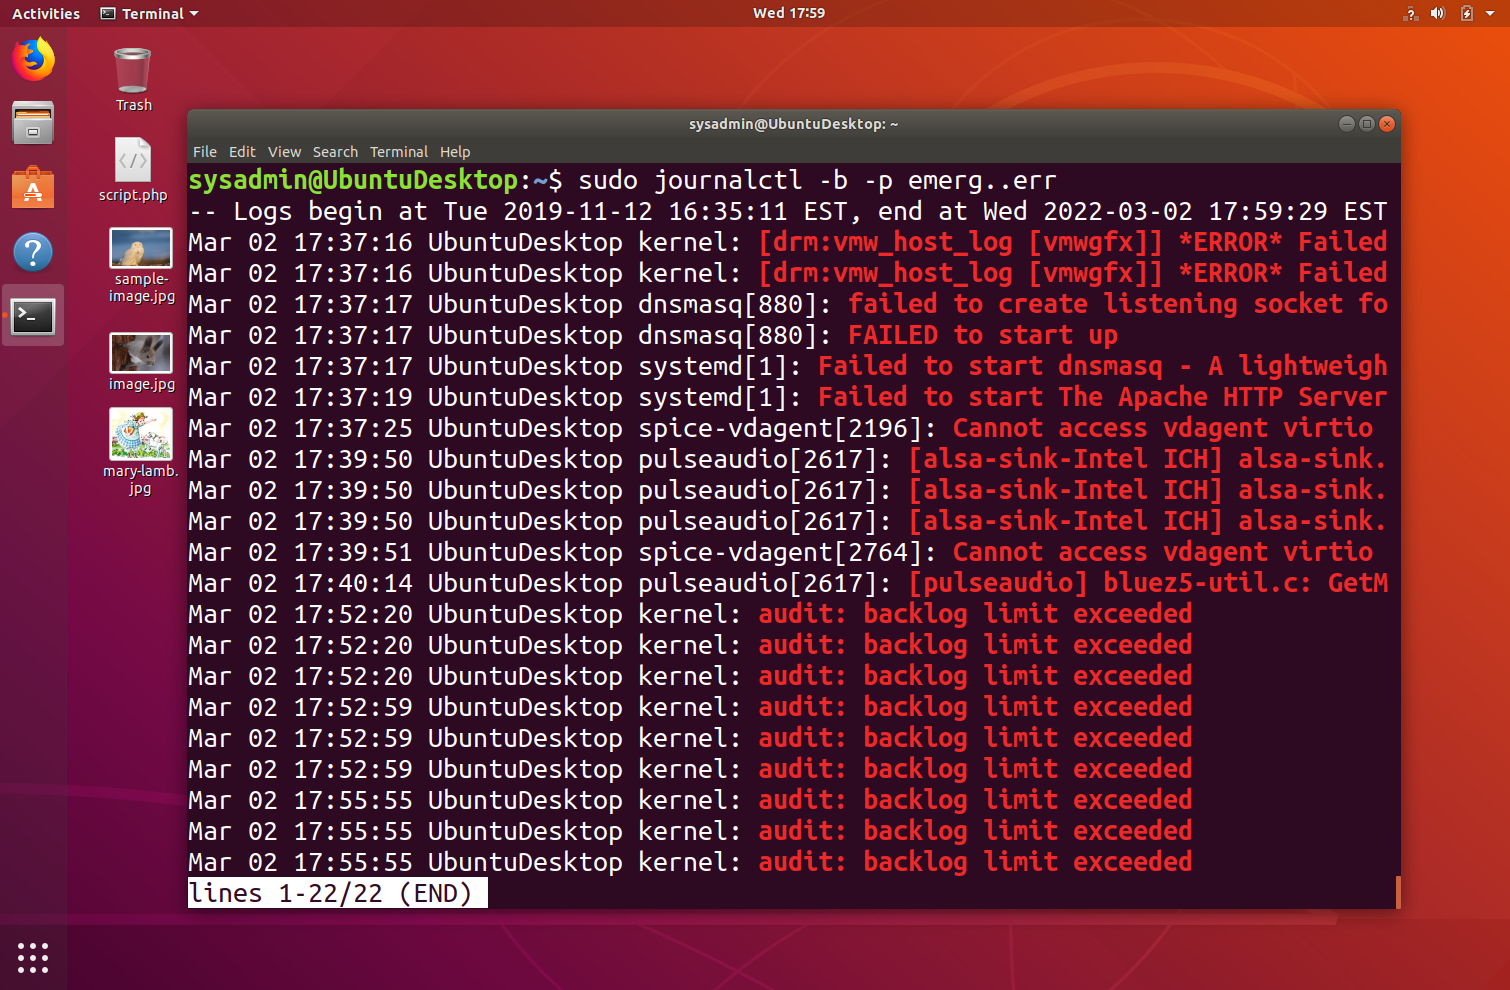 Activities Terminal Wed 17:59
Trash
script.php
sample-
image.jpg
image.jpg
mary-lamb.
jpg
sysadmin@UbuntuDesktop: ~
File Edit View Search Terminal Help
sysadmin@UbuntuDesktop:~$ sudo journalctl -b -p emerg..err
-- Logs begin at Tue 2019-11-12 16:35:11 EST, end at Wed 2022-03-02 17:59:29 EST
Mar 02 17:37:16 UbuntuDesktop kernel: [drm:vmw_host_log [vmwgfx]] *ERROR* Failed
Mar 02 17:37:16 UbuntuDesktop kernel: [drm:vmw_host_log [vmwgfx]] *ERROR* Failed
Mar 02 17:37:17 UbuntuDesktop dnsmasq[880]: failed to create listening socket fo
Mar 02 17:37:17 UbuntuDesktop dnsmasq[880]: FAILED to start up
Mar 02 17:37:17 UbuntuDesktop systemd[1]: Failed to start dnsmasq - A lightweigh
Mar 02 17:37:19 UbuntuDesktop systemd[1]: Failed to start The Apache HTTP Server
Mar 02 17:37:25 UbuntuDesktop spice-vdagent[2196]: Cannot access vdagent virtio
Mar 02 17:39:50 UbuntuDesktop pulseaudio[2617]: [alsa-sink-Intel ICH] alsa-sink.
Mar 02 17:39:50 UbuntuDesktop pulseaudio[2617]: [alsa-sink-Intel ICH] alsa-sink.
Mar 02 17:39:50 UbuntuDesktop pulseaudio[2617]: [alsa-sink-Intel ICH] alsa-sink.
Mar 02 17:39:51 UbuntuDesktop spice-vdagent[2764]: Cannot access vdagent virtio
Mar 02 17:40:14 UbuntuDesktop pulseaudio[2617]: [pulseaudio] bluez5-util.c: GetM
Mar 02 17:52:20 UbuntuDesktop kernel: audit: backlog limit exceeded
Mar 02 17:52:20 UbuntuDesktop kernel: audit: backlog limit exceeded
Mar 02 17:52:20 UbuntuDesktop kernel: audit: backlog limit exceeded
Mar 02 17:52:59 UbuntuDesktop kernel: audit: backlog limit exceeded
Mar 02 17:52:59 UbuntuDesktop kernel: audit: backlog limit exceeded
Mar 02 17:52:59 UbuntuDesktop kernel: audit: backlog limit exceeded
Mar 02 17:55:55 UbuntuDesktop kernel: audit: backlog limit exceeded
Mar 02 17:55:55 UbuntuDesktop kernel: audit: backlog limit exceeded
Mar 02 17:55:55 UbuntuDesktop kernel: audit: backlog limit exceeded
lines 1-22/22 (END)